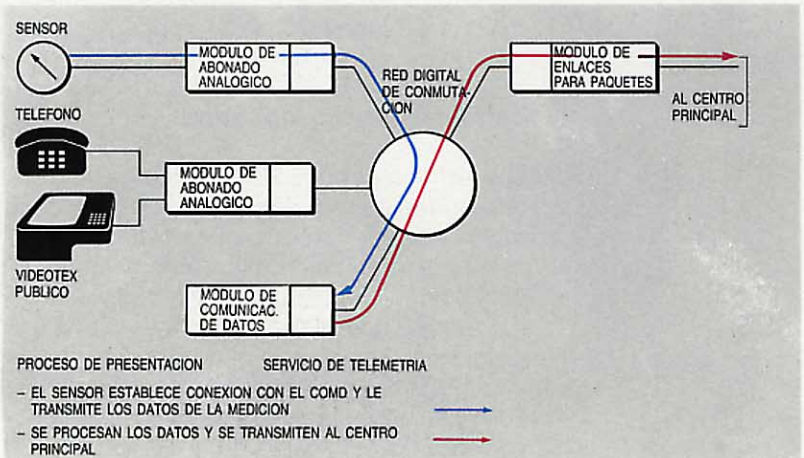 SENSOR
MODULO DE
ABONADO
ANALOGICO
RED DIGITAL
DE CONMUTA-
CION
MODULO DE
ENLACES
PARA PAQUETES
AL CENTRO
PRINCIPAL
TELEFONO
MODULO DE
ABONADO
ANALOGICO
VIDEOTEX
PUBLICO
MODULO DE
COMUNICAC.
DE DATOS
PROCESO DE PRESENTACION
SERVICIO DE TELEMETRIA
– EL SENSOR ESTABLECE CONEXION CON EL COMD Y LE
TRANSMITE LOS DATOS DE LA MEDICION
– SE PROCESAN LOS DATOS Y SE TRANSMITEN AL CENTRO
PRINCIPAL